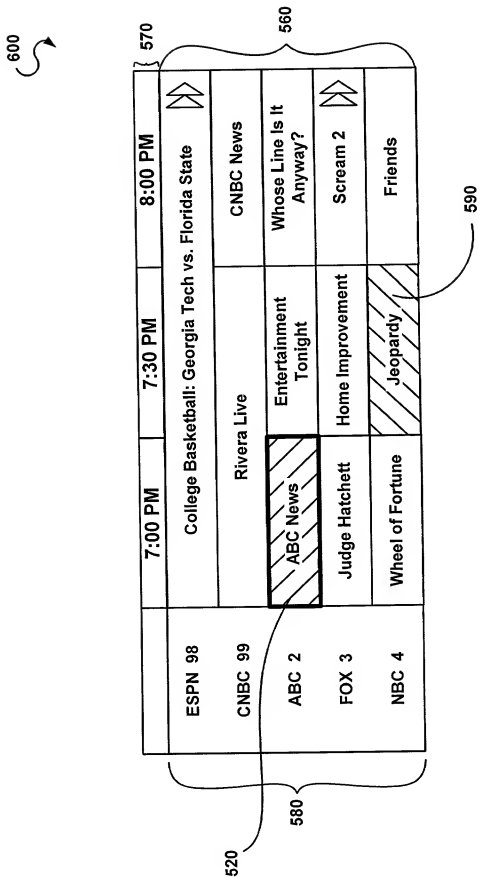 600
570
560
7:00 PM 7:30 PM 8:00 PM
ESPN 98 College Basketball: Georgia Tech vs. Florida State
CNBC 99 Rivera Live CNBC News
ABC 2 ABC News Entertainment Tonight Whose Line Is It Anyway?
FOX 3 Judge Hatchett Home Improvement Scream 2
NBC 4 Wheel of Fortune Jeopardy Friends
580
520
590